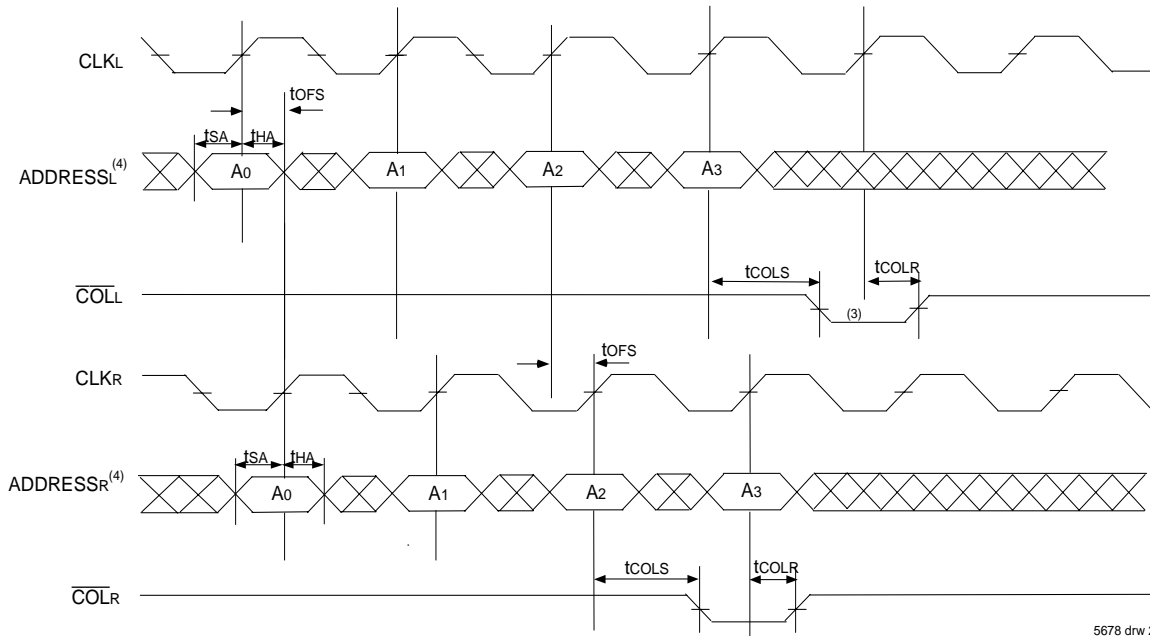 CLKL
tOFS
tSA tHA
ADDRESSL(4) A0 A1 A2 A3
tCOLS tCOLR
COLL (3)
tOFS
CLKR
tSA tHA
ADDRESSR(4) A0 A1 A2 A3
tCOLS tCOLR
COLR
5678 drw